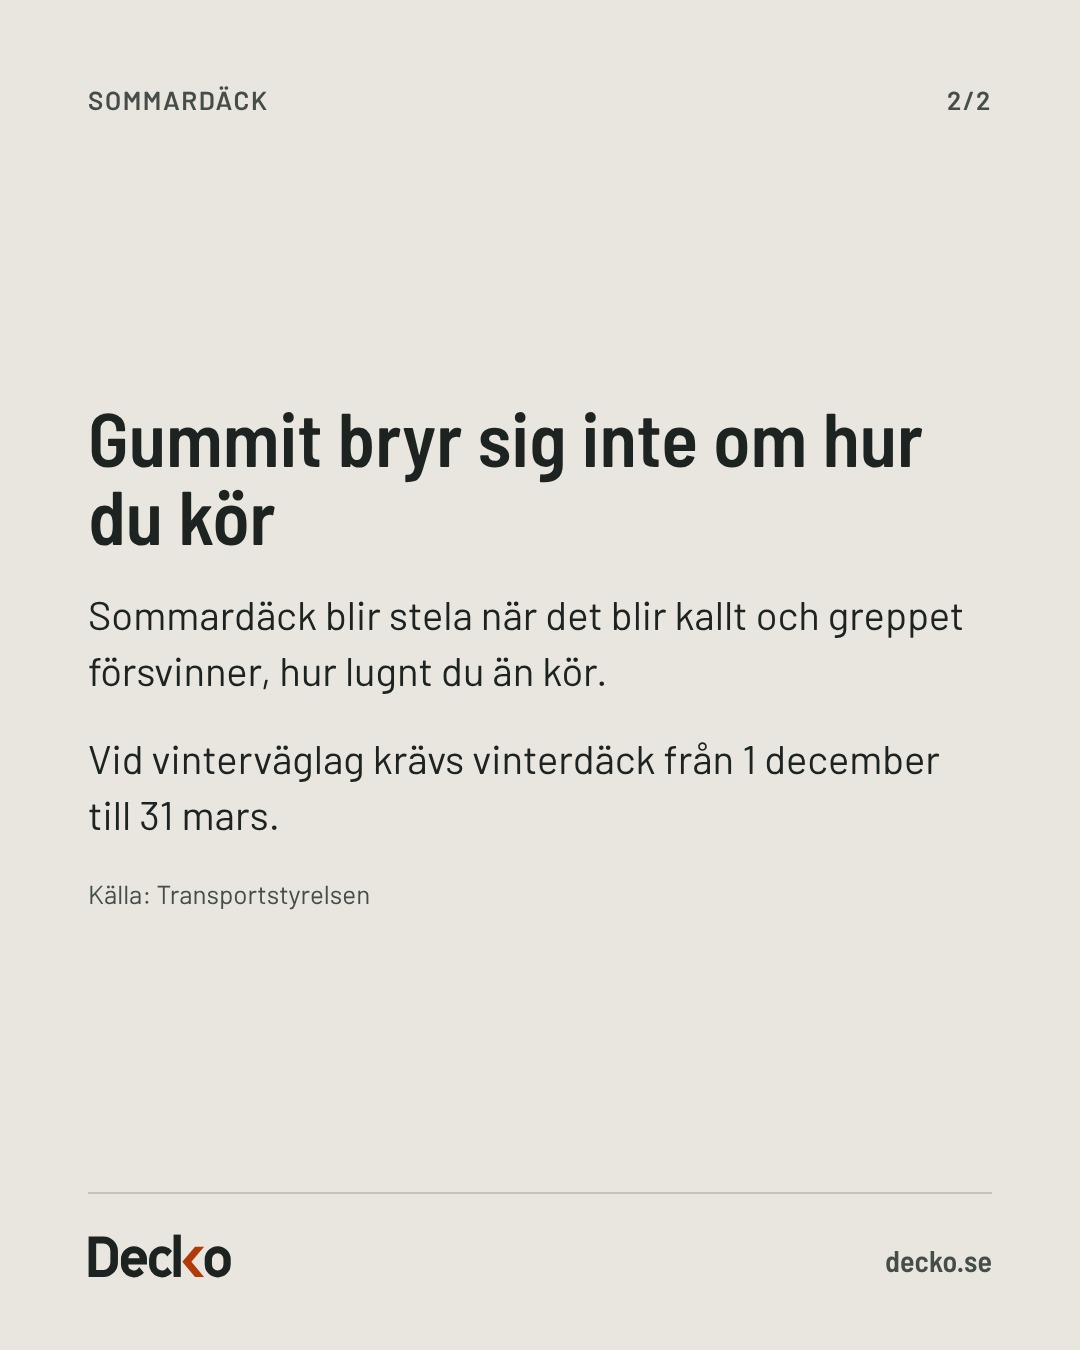 SOMMARDÄCK
2/2
Gummit bryr sig inte om hur
du kör
Sommardäck blir stela när det blir kallt och greppet
försvinner, hur lugnt du än kör.
Vid vinterväglag krävs vinterdäck från 1 december
till 31 mars.
Källa: Transportstyrelsen
Decko
decko.se